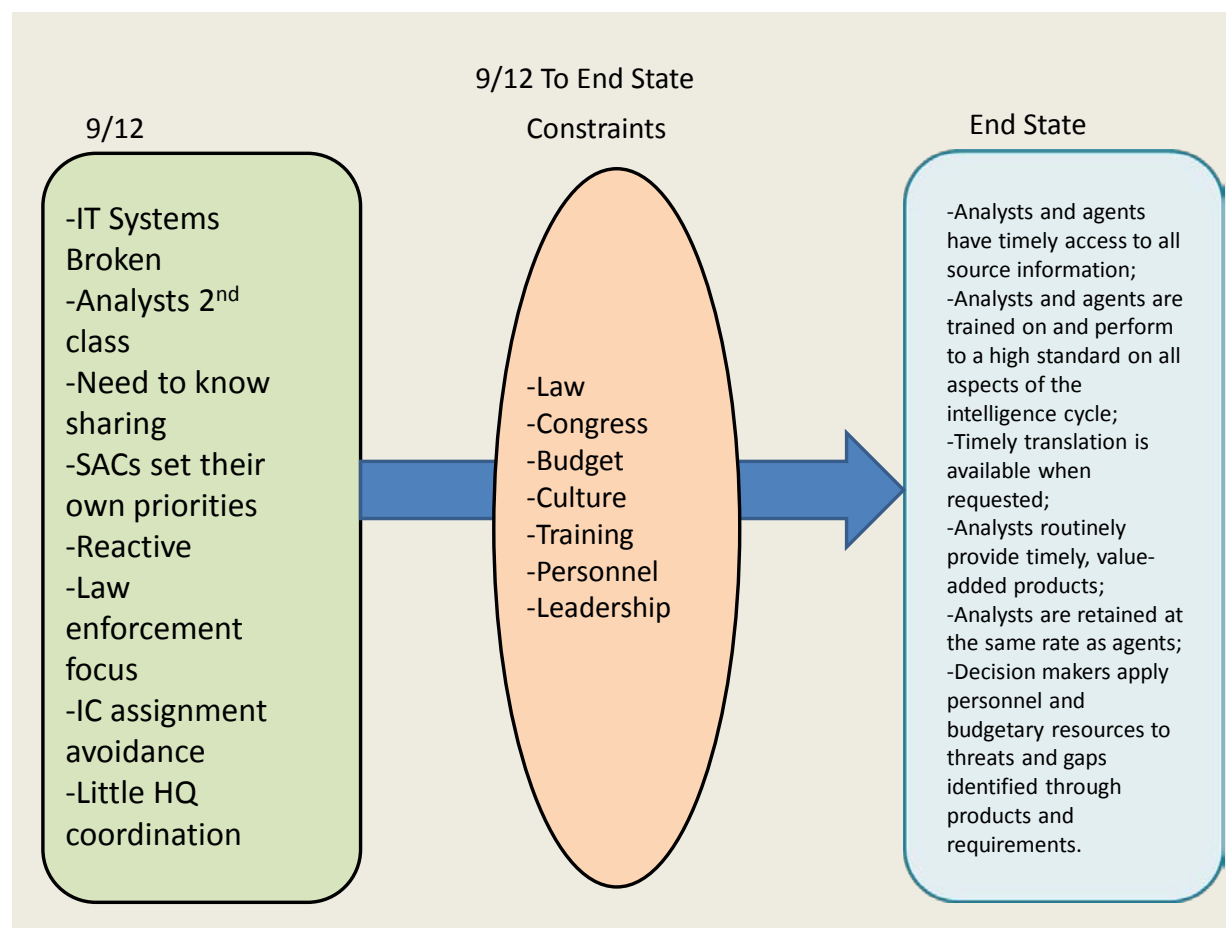 9/12 To End State
Constraints
9/12
-IT Systems
Broken
-Analysts 2nd
class
-Need to know
sharing
-SACs set their
own priorities
-Reactive
-Law
enforcement
focus
-IC assignment
avoidance
-Little HQ
coordination
-Law
-Congress
-Budget
-Culture
-Training
-Personnel
-Leadership
End State
-Analysts and agents
have timely access to all
source information;
-Analysts and agents are
trained on and perform
to a high standard on all
aspects of the
intelligence cycle;
-Timely translation is
available when
requested;
-Analysts routinely
provide timely, value-
added products;
-Analysts are retained at
the same rate as agents;
-Decision makers apply
personnel and
budgetary resources to
threats and gaps
identified through
products and
requirements.